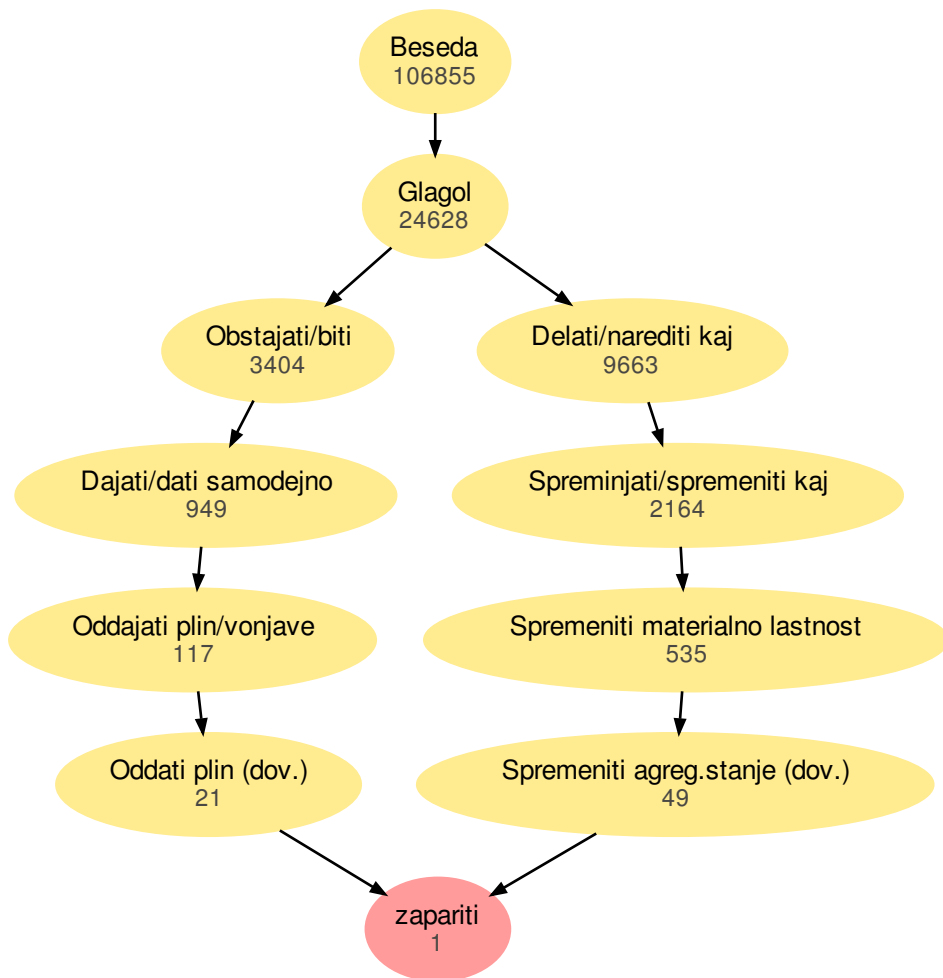 Beseda
106855
Glagol
24628
Obstajati/biti
3404
Delati/narediti kaj
9663
Dajati/dati samodejno
949
Spreminjati/spremeniti kaj
2164
Oddajati plin/vonjave
117
Spremeniti materialno lastnost
535
Oddati plin (dov.)
21
Spremeniti agreg.stanje (dov.)
49
zapariti
1